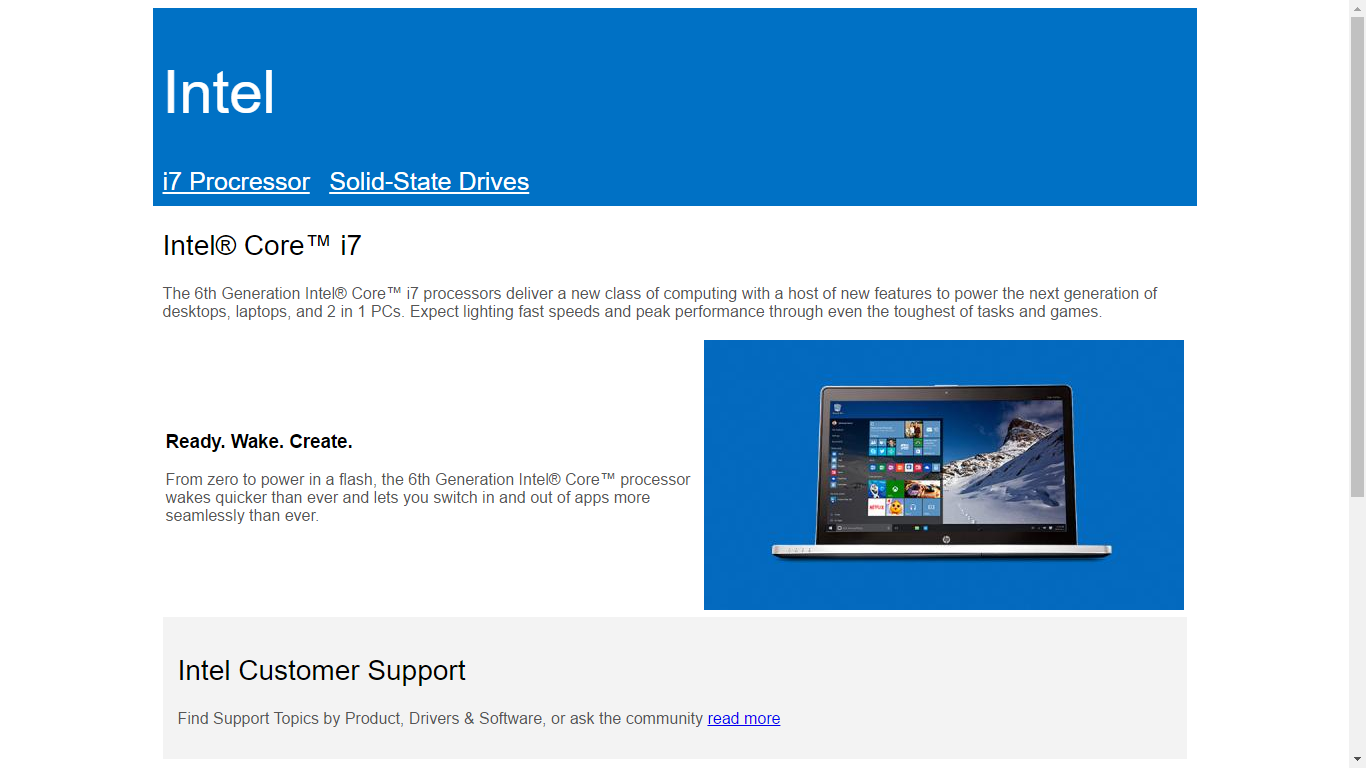 Intel
i7 Procressor Solid-State Drives
Intel® Core™ i7
The 6th Generation Intel® Core™ i7 processors deliver a new class of computing with a host of new features to power the next generation of
desktops, laptops, and 2 in 1 PCs. Expect lighting fast speeds and peak performance through even the toughest of tasks and games.
Ready. Wake. Create.
From zero to power in a flash, the 6th Generation Intel® Core™ processor
wakes quicker than ever and lets you switch in and out of apps more
seamlessly than ever.
NETFLIX
hp
Intel Customer Support
Find Support Topics by Product, Drivers & Software, or ask the community read more